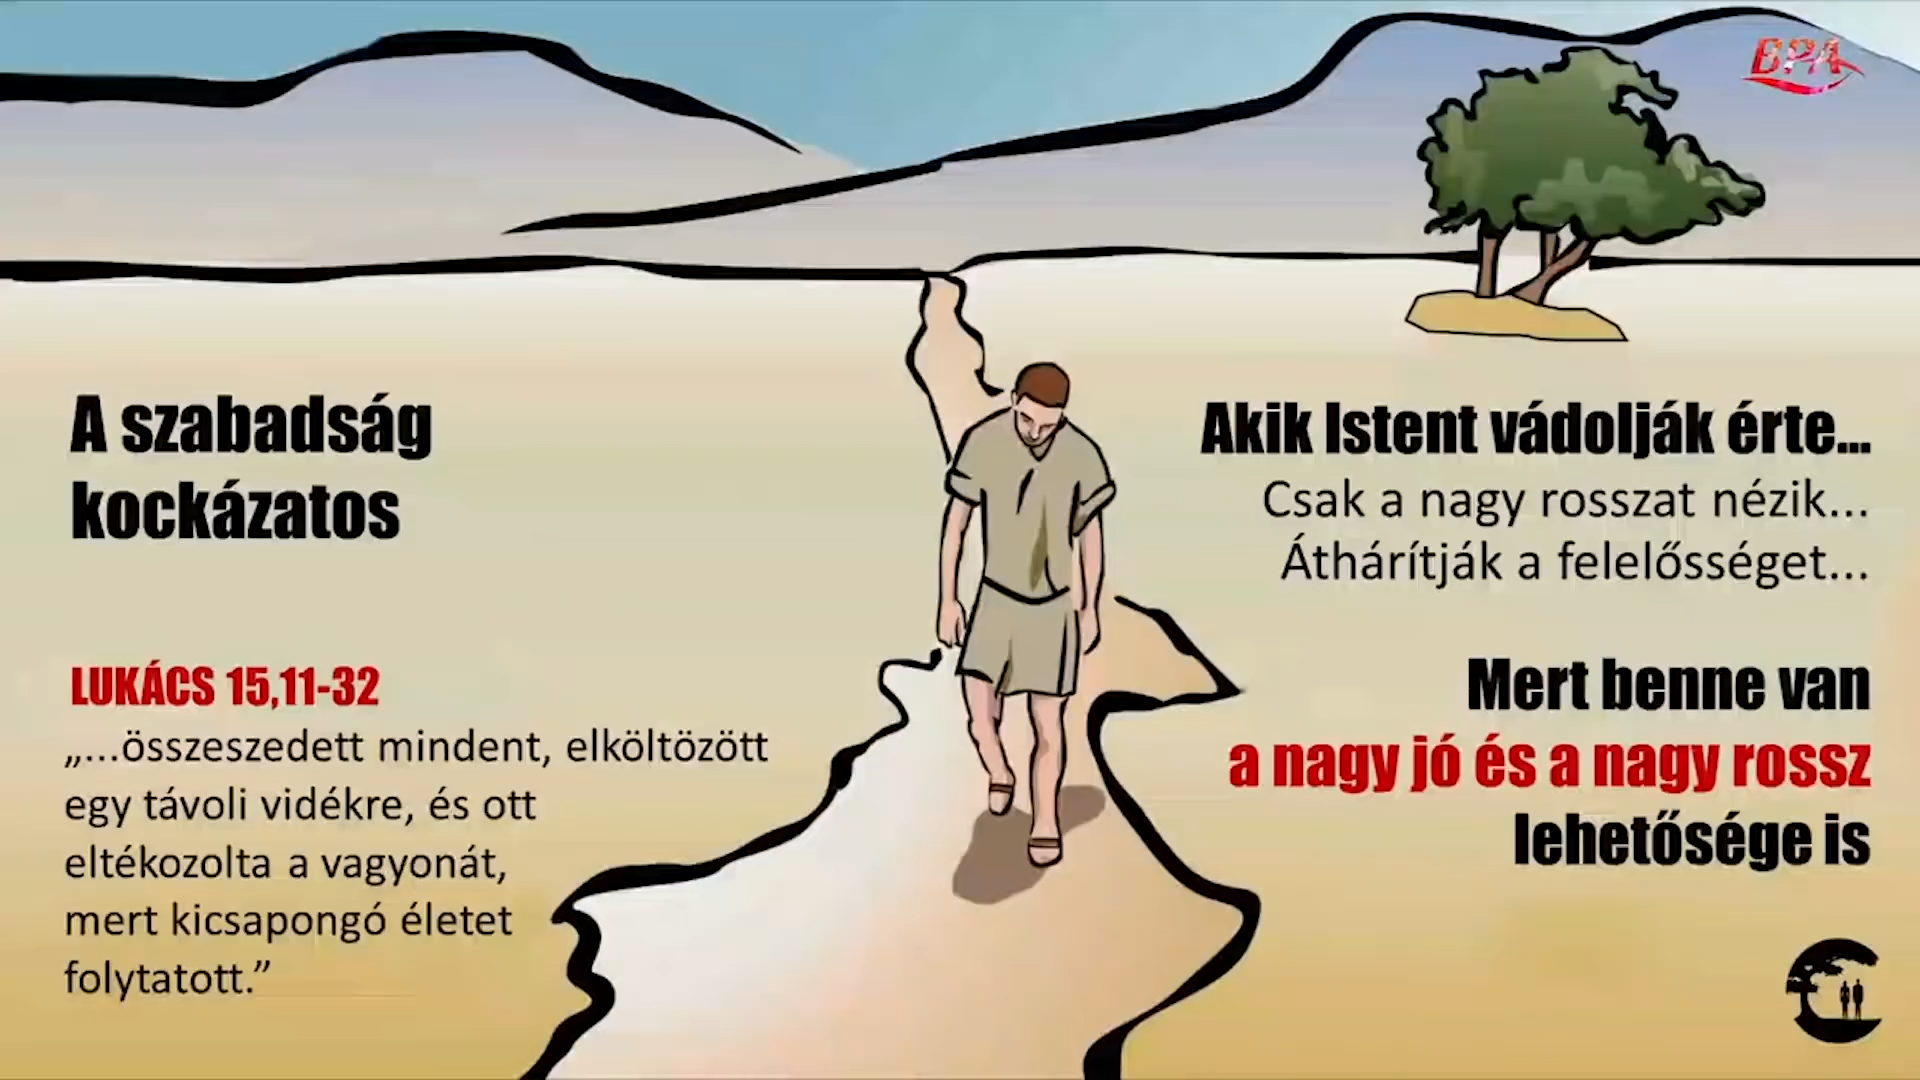 BPA
A szabadság
kockázatos
LUKÁCS 15,11-32
„...összeszedett mindent, elköltözött
egy távoli vidékre, és ott
eltékozolta a vagyonát,
mert kicsapongó életet
folytatott.”
Akik Istent vádolják érte...
Csak a nagy rosszat nézik...
Áthárítják a felelősséget...
Mert benne van
a nagy jó és a nagy rossz
lehetősége is